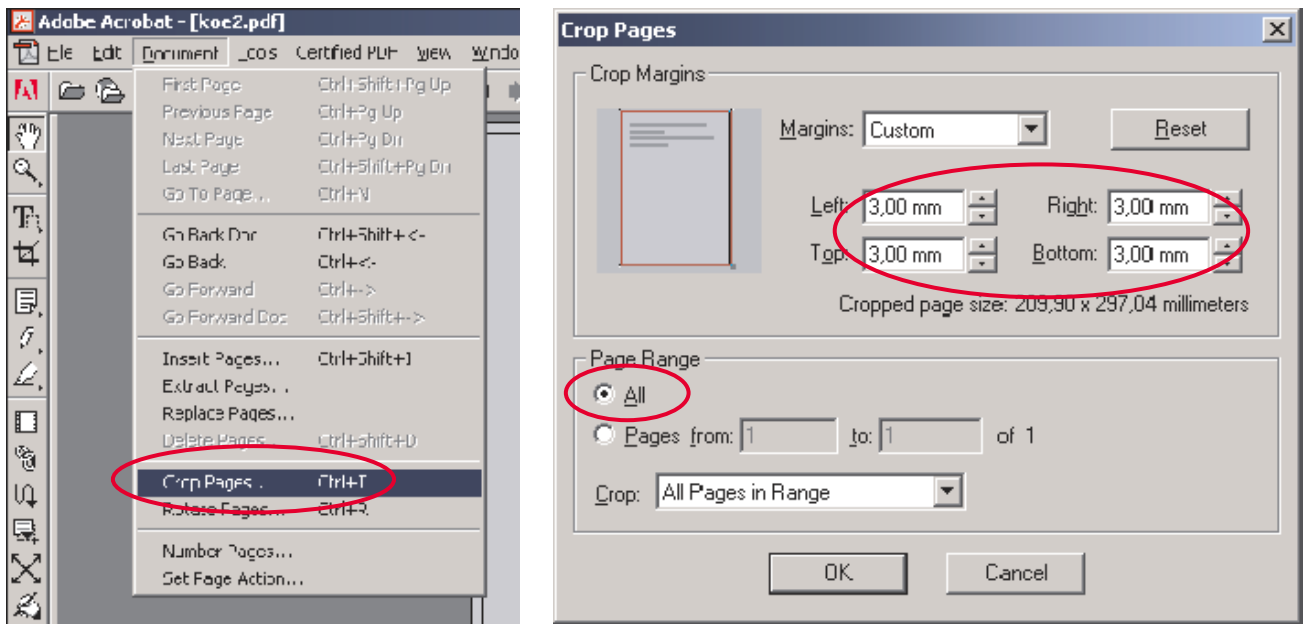 Adobe Acrobat - [koe2.pdf]
File Edit Document Tools Certified PDF View Windo
First Page Ctrl+Shift+Pg Up
Previous Page Ctrl+Pg Up
Next Page Ctrl+Pg Dn
Last Page Ctrl+Shift+Pg Dn
Go To Page... Ctrl+N
Go Back Doc Ctrl+Shift+<-
Go Back Ctrl+<-
Go Forward Ctrl+->
Go Forward Doc Ctrl+Shift+->
Insert Pages... Ctrl+Shift+I
Extract Pages...
Replace Pages...
Delete Pages... Ctrl+Shift+D
Crop Pages... Ctrl+T
Rotate Pages... Ctrl+R
Number Pages...
Set Page Action...
Crop Pages
Crop Margins
Margins: Custom Reset
Left: 3,00 mm Right: 3,00 mm
Top: 3,00 mm Bottom: 3,00 mm
Cropped page size: 209,90 x 297,04 millimeters
Page Range
All
Pages from: 1 to: 1 of 1
Crop: All Pages in Range
OK Cancel